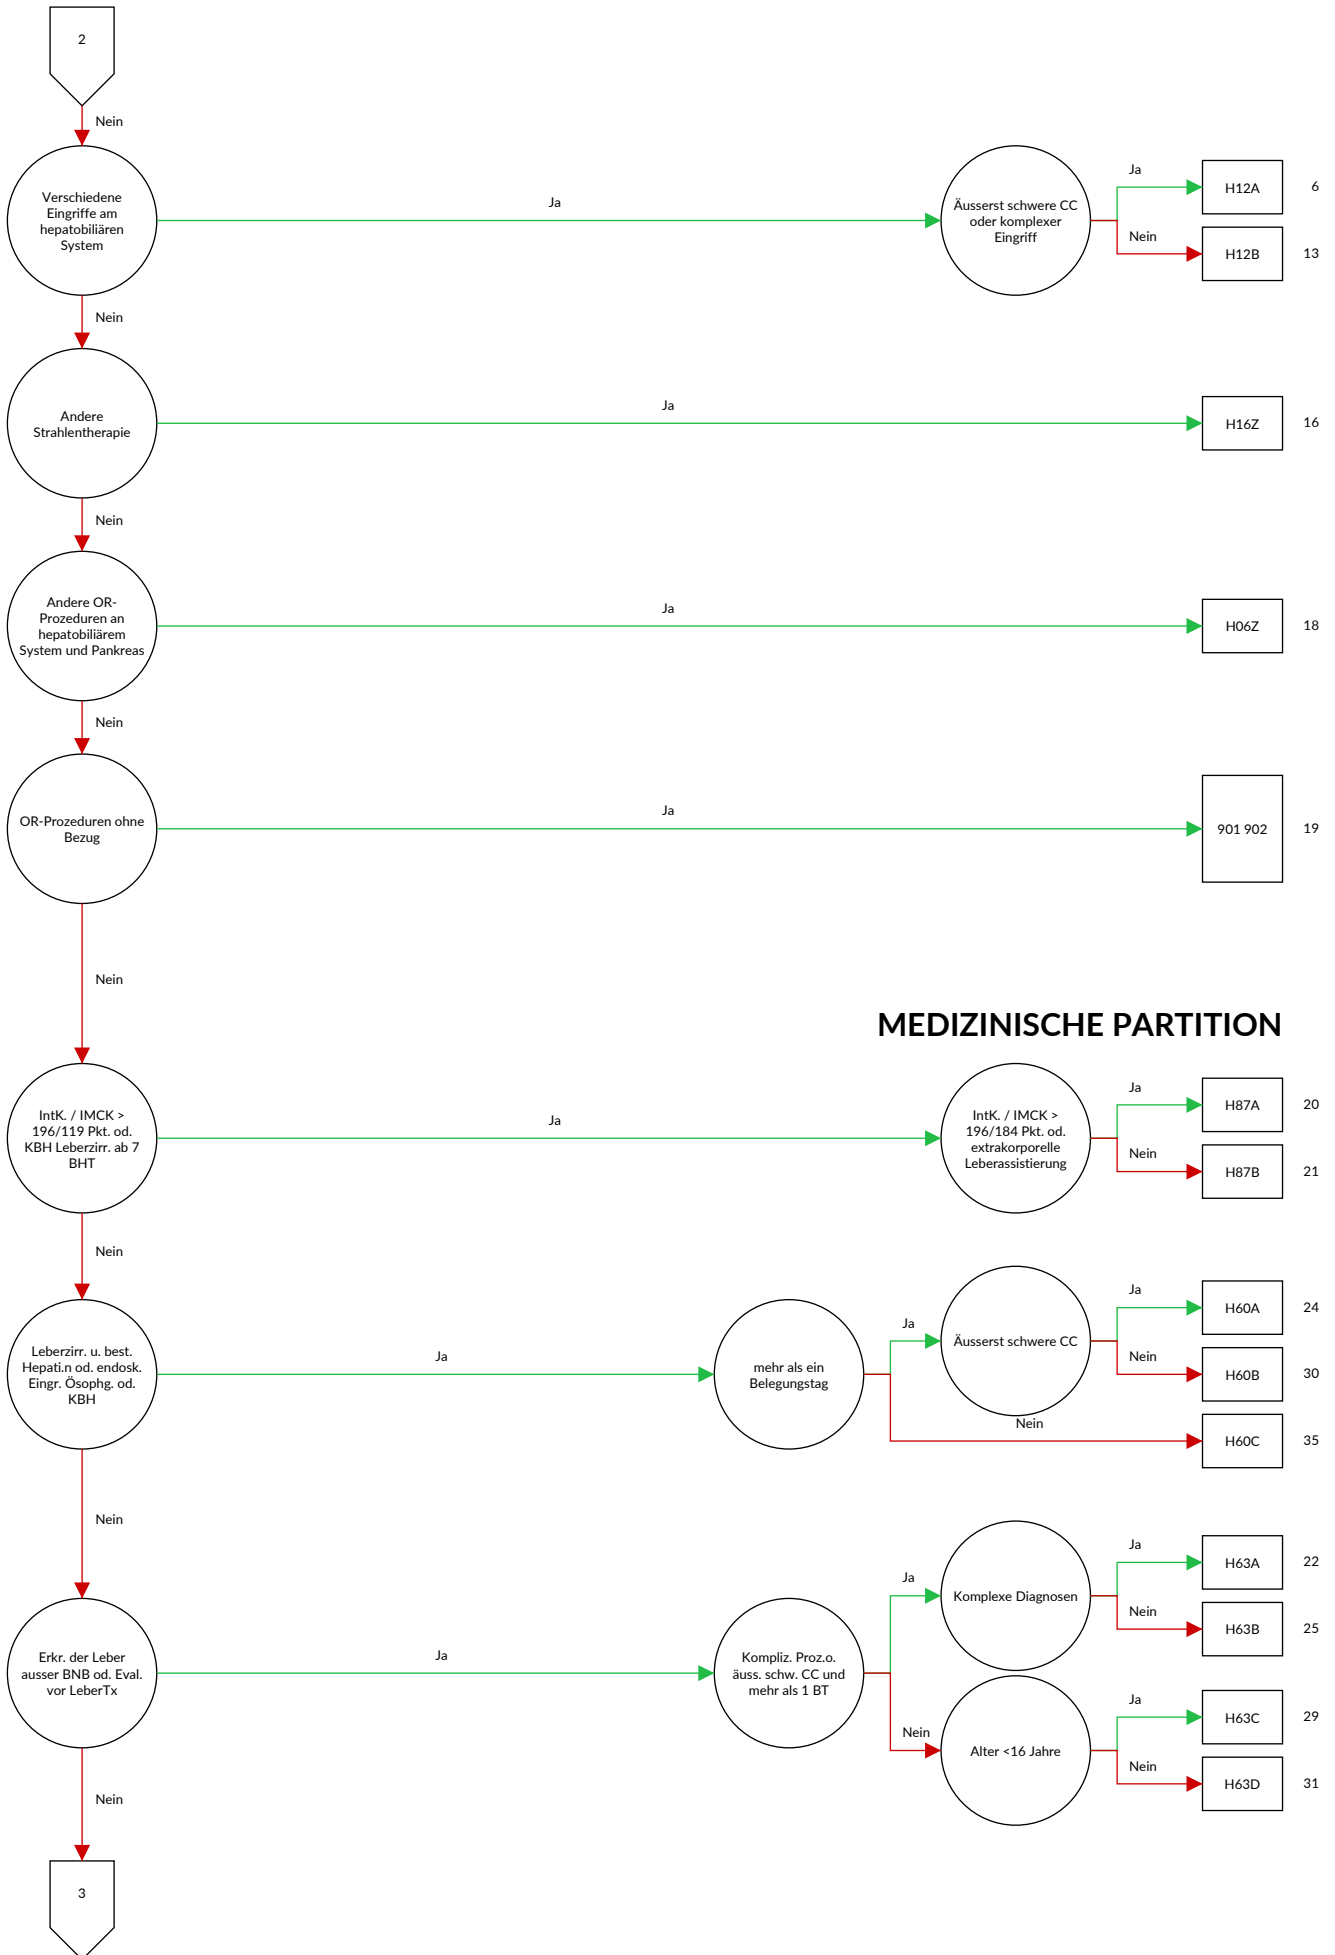 2
Nein
Verschiedene
Eingriffe am
hepatobiliären
System
Ja
Äusserst schwere CC
oder komplexer
Eingriff
Ja
H12A
6
Nein
H12B
13
Nein
Andere
Strahlentherapie
Ja
H16Z
16
Nein
Andere OR-
Prozeduren an
hepatobiliärem
System und Pankreas
Ja
H06Z
18
Nein
OR-Prozeduren ohne
Bezug
Ja
901 902
19
Nein
MEDIZINISCHE PARTITION
IntK. / IMCK >
196/119 Pkt. od.
KBH Leberzirr. ab 7
BHT
Ja
IntK. / IMCK >
196/184 Pkt. od.
extrakorporelle
Leberassistierung
Ja
H87A
20
Nein
H87B
21
Nein
Leberzirr. u. best.
Hepati.n od. endosk.
Eingr. Ösophg. od.
KBH
Ja
mehr als ein
Belegungstag
Ja
Äusserst schwere CC
Ja
H60A
24
Nein
H60B
30
Nein
H60C
35
Nein
Erkr. der Leber
ausser BNB od. Eval.
vor LeberTx
Ja
Kompliz. Proz.o.
äuss. schw. CC und
mehr als 1 BT
Ja
Komplexe Diagnosen
Ja
H63A
22
Nein
H63B
25
Nein
Alter <16 Jahre
Ja
H63C
29
Nein
H63D
31
Nein
3